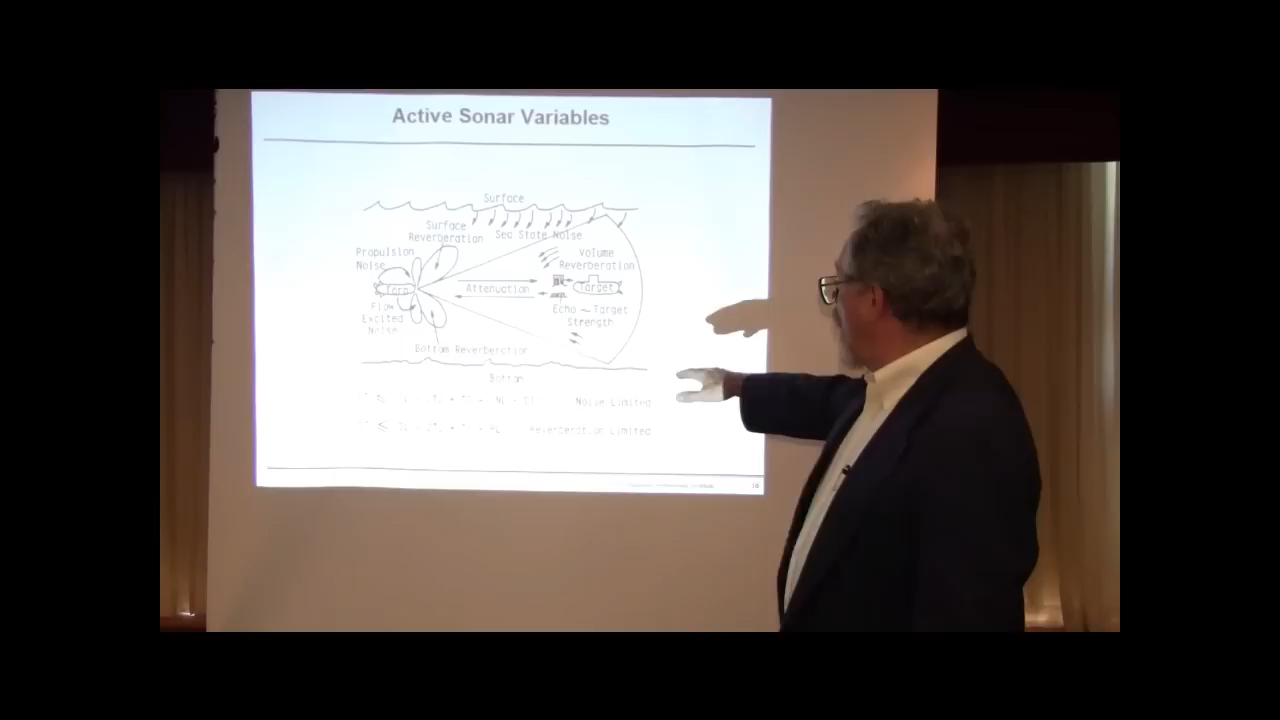 Active Sonar Variables
Surface
Surface
Reverberation
Sea State Noise
Propulsion
Noise
Volume
Reverberation
Torp
Attenuation
Target
Flow
Excited
Noise
Echo ~ Target
Strength
Bottom Reverberation
Bottom
Noise Limited
Reverberation Limited